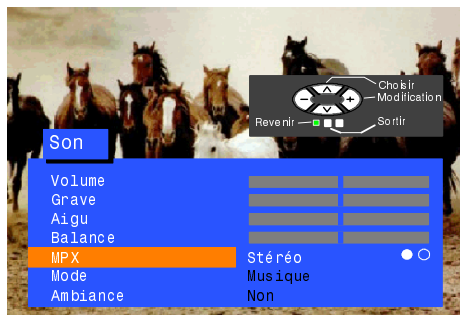 Choisir
Modification
Revenir
Sortir
Son
Volume
Grave
Aigu
Balance
MPX Stéréo
Mode Musique
Ambiance Non